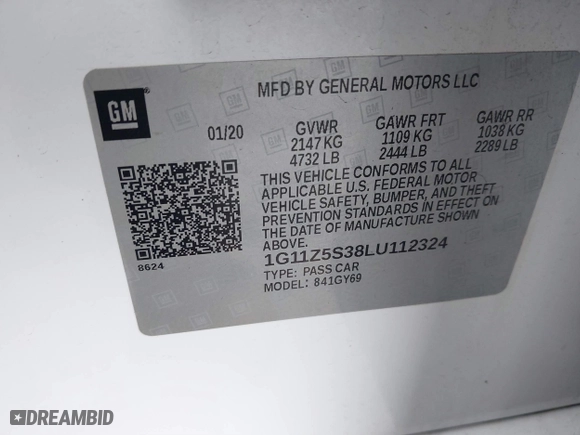 MFD BY GENERAL MOTORS LLC
GM
01/20 GVWR GAWR FRT GAWR RR
2147 KG 1109 KG 1038 KG
4732 LB 2444 LB 2289 LB
THIS VEHICLE CONFORMS TO ALL
APPLICABLE U.S. FEDERAL MOTOR
VEHICLE SAFETY, BUMPER, AND THEFT
PREVENTION STANDARDS IN EFFECT ON
THE DATE OF MANUFACTURE SHOWN
ABOVE.
8624
1G11Z5S38LU112324
TYPE: PASS CAR
MODEL: 841GY69
DREAMBID